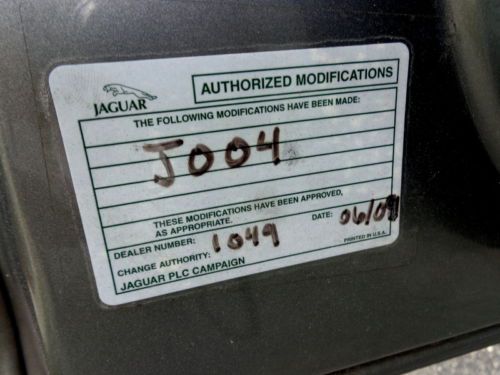 JAGUAR
AUTHORIZED MODIFICATIONS
THE FOLLOWING MODIFICATIONS HAVE BEEN MADE:
J004
THESE MODIFICATIONS HAVE BEEN APPROVED,
AS APPROPRIATE.
DEALER NUMBER: 1049 DATE: 06/09
CHANGE AUTHORITY:
JAGUAR PLC CAMPAIGN
PRINTED IN U.S.A.